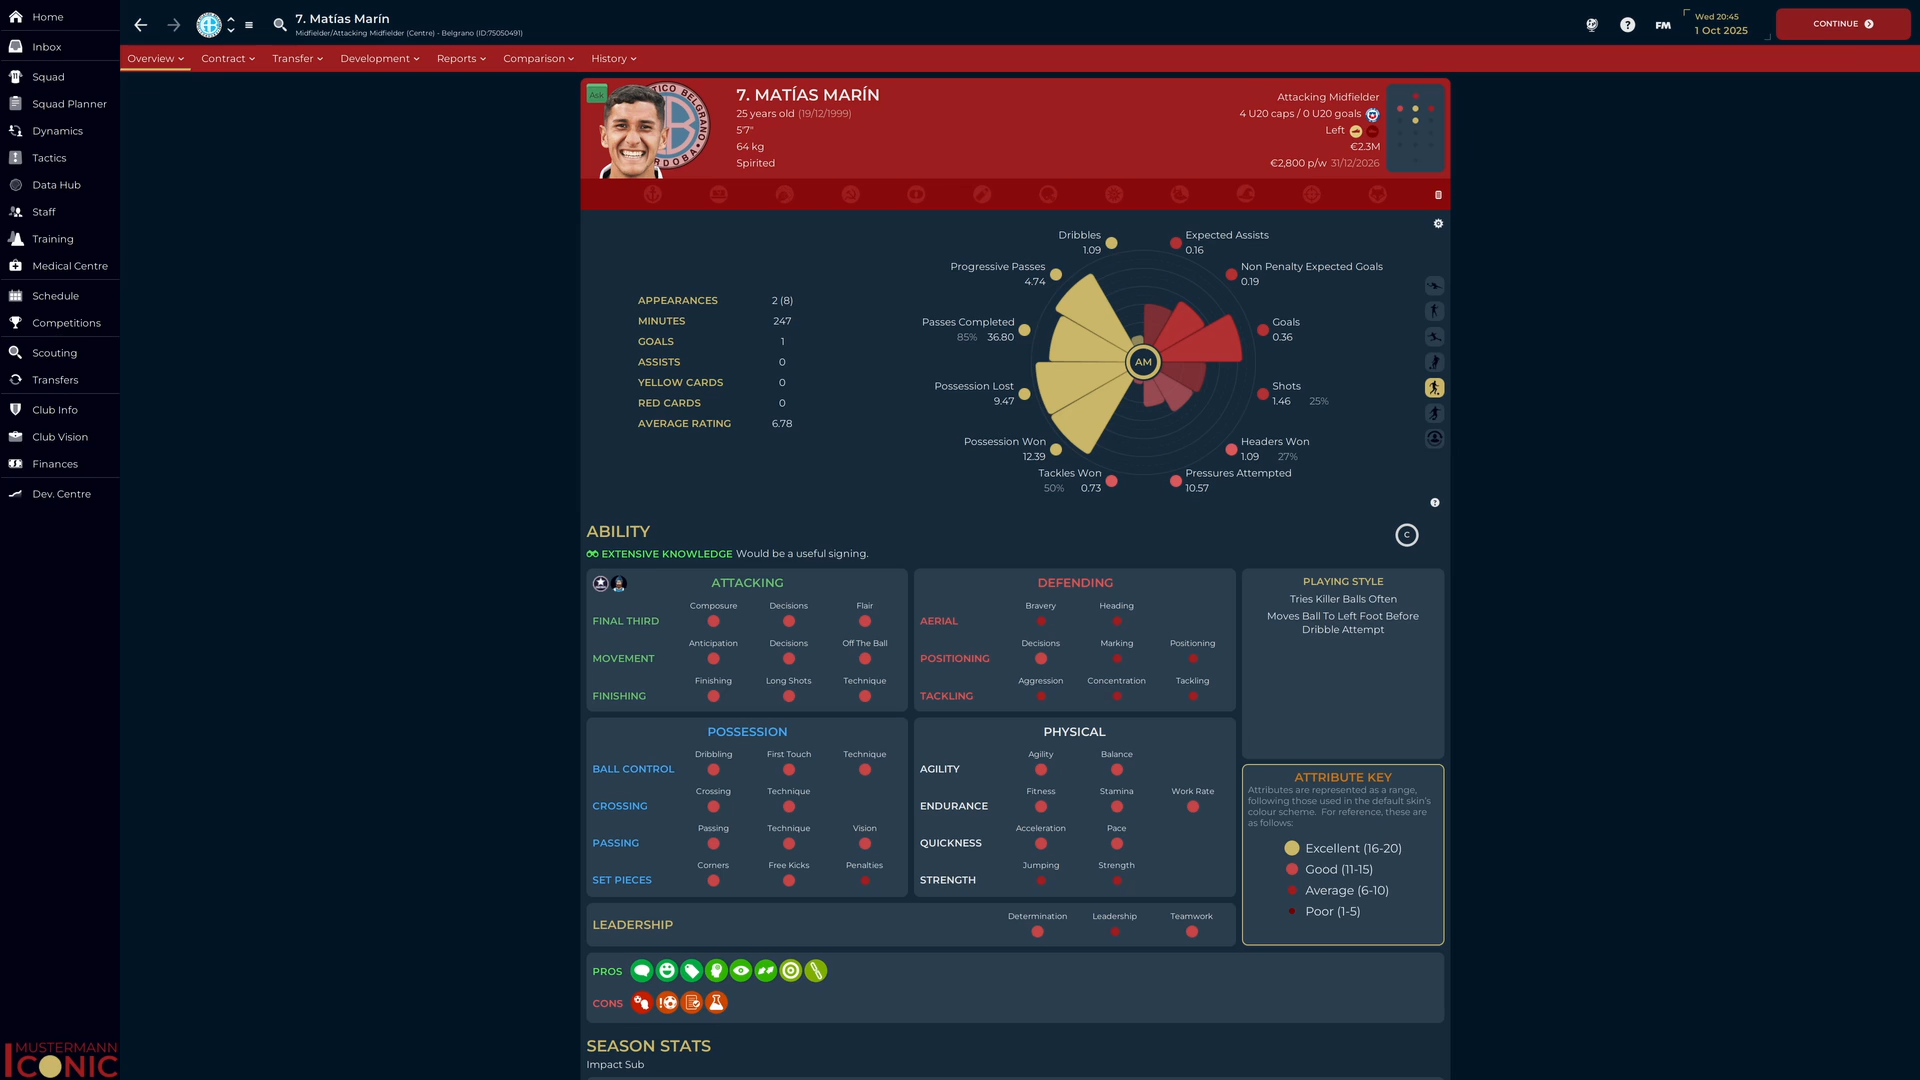 Home
Inbox
Squad
Squad Planner
Dynamics
Tactics
Data Hub
Staff
Training
Medical Centre
Schedule
Competitions
Scouting
Transfers
Club Info
Club Vision
Finances
Dev. Centre
MUSTERMANN
ICONIC
7. Matías Marín
Midfielder/Attacking Midfielder (Centre) - Belgrano (ID:75050491)
FM
Wed 20:45
1 Oct 2025
CONTINUE
Overview
Contract
Transfer
Development
Reports
Comparison
History
Ask
7. MATÍAS MARÍN
25 years old (19/12/1999)
5'7"
64 kg
Spirited
Attacking Midfielder
4 U20 caps / 0 U20 goals
Left
€2.3M
€2,800 p/w 31/12/2026
APPEARANCES 2 (8)
MINUTES 247
GOALS 1
ASSISTS 0
YELLOW CARDS 0
RED CARDS 0
AVERAGE RATING 6.78
Dribbles
1.09
Expected Assists
0.16
Progressive Passes
4.74
Non Penalty Expected Goals
0.19
Passes Completed
85% 36.80
Goals
0.36
AM
Possession Lost
9.47
Shots
1.46 25%
Possession Won
12.39
Headers Won
1.09 27%
Tackles Won
50% 0.73
Pressures Attempted
10.57
ABILITY
C
EXTENSIVE KNOWLEDGE Would be a useful signing.
ATTACKING
Composure Decisions Flair
FINAL THIRD
Anticipation Decisions Off The Ball
MOVEMENT
Finishing Long Shots Technique
FINISHING
DEFENDING
Bravery Heading
AERIAL
Decisions Marking Positioning
POSITIONING
Aggression Concentration Tackling
TACKLING
PLAYING STYLE
Tries Killer Balls Often
Moves Ball To Left Foot Before
Dribble Attempt
POSSESSION
Dribbling First Touch Technique
BALL CONTROL
Crossing Technique
CROSSING
Passing Technique Vision
PASSING
Corners Free Kicks Penalties
SET PIECES
PHYSICAL
Agility Balance
AGILITY
Fitness Stamina Work Rate
ENDURANCE
Acceleration Pace
QUICKNESS
Jumping Strength
STRENGTH
ATTRIBUTE KEY
Attributes are represented as a range,
following those used in the default skin's
colour scheme. For reference, these are
as follows:
Excellent (16-20)
Good (11-15)
Average (6-10)
Poor (1-5)
Determination Leadership Teamwork
LEADERSHIP
PROS
CONS
SEASON STATS
Impact Sub